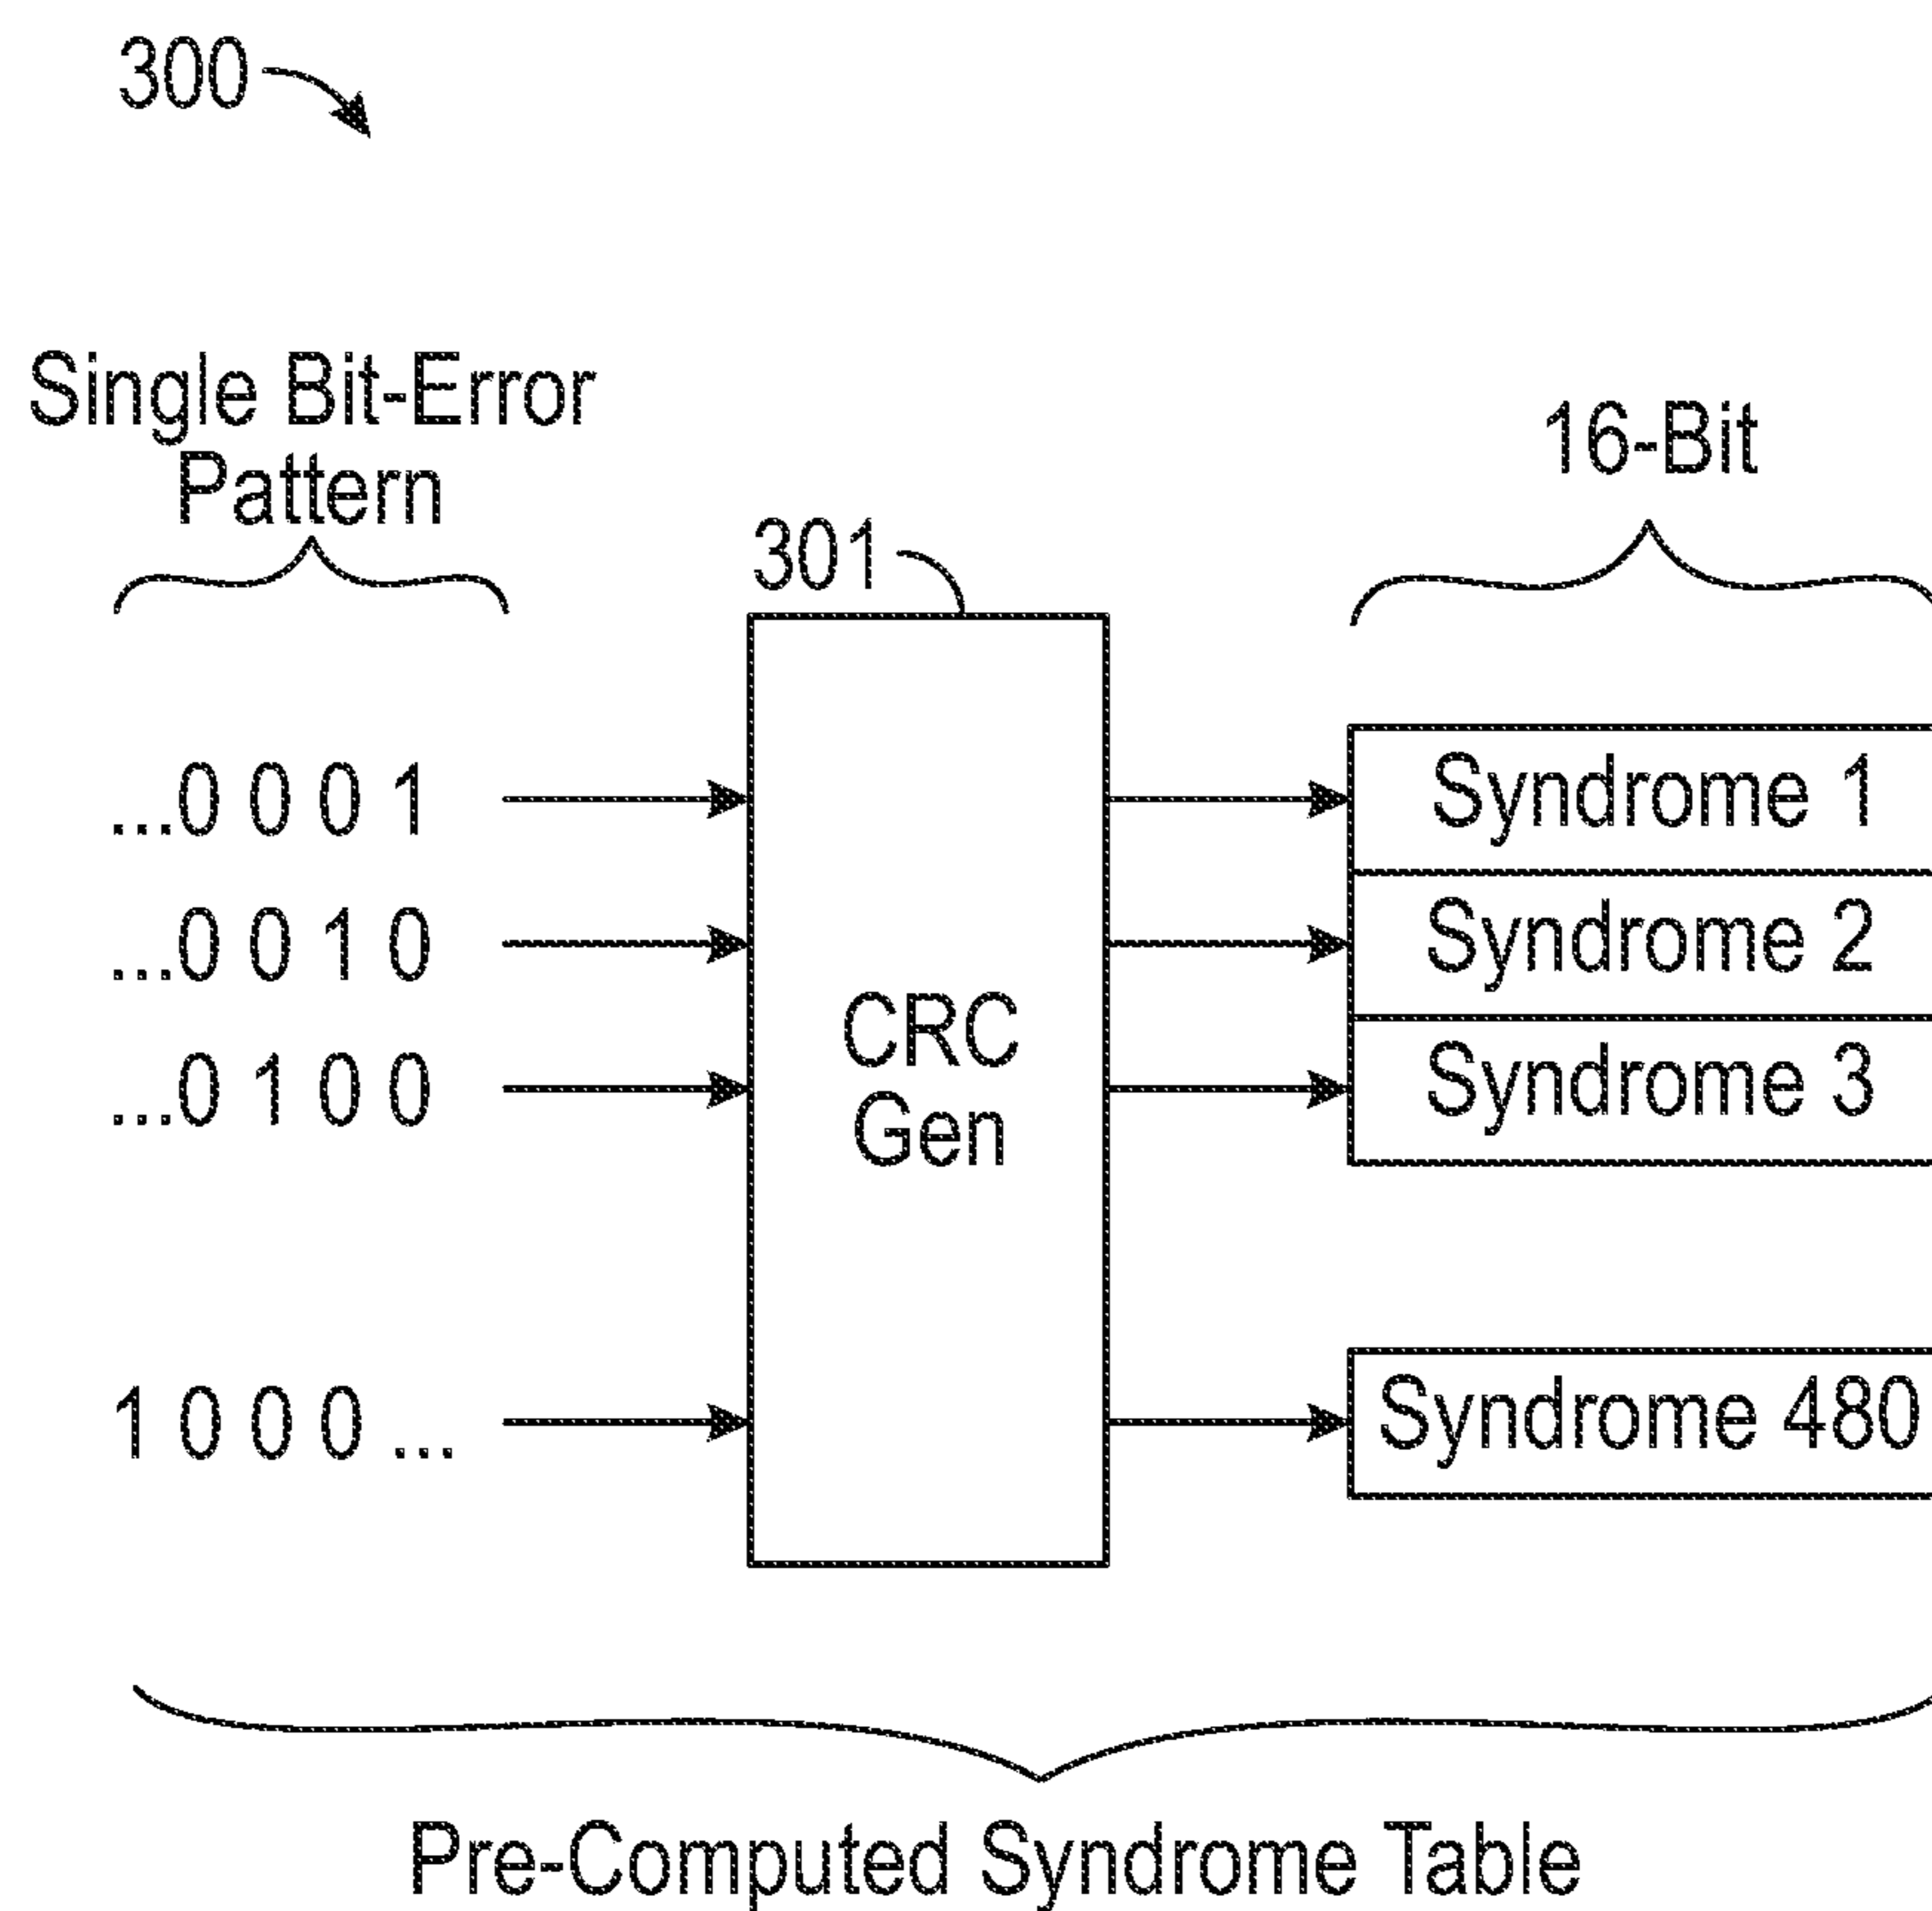 300
Single Bit-Error
Pattern
16-Bit
301
...0 0 0 1
Syndrome 1
...0 0 1 0
Syndrome 2
...0 1 0 0
Syndrome 3
CRC
Gen
1 0 0 0 ...
Syndrome 480
Pre-Computed Syndrome Table